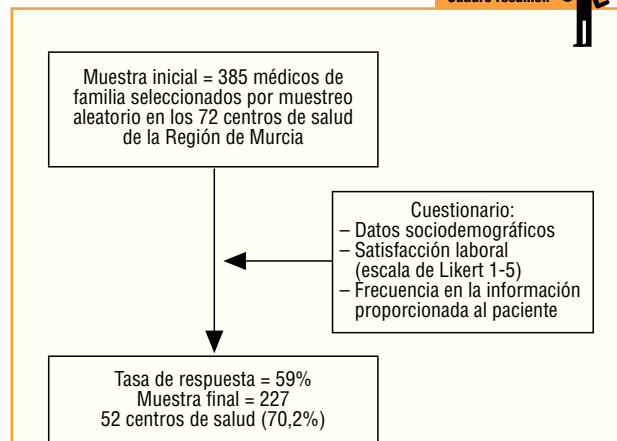 Cuadro resumen
Muestra inicial = 385 médicos de
familia seleccionados por muestreo
aleatorio en los 72 centros de salud
de la Región de Murcia
Cuestionario:
– Datos sociodemográficos
– Satisfacción laboral
(escala de Likert 1-5)
– Frecuencia en la información
proporcionada al paciente
Tasa de respuesta = 59%
Muestra final = 227
52 centros de salud (70,2%)